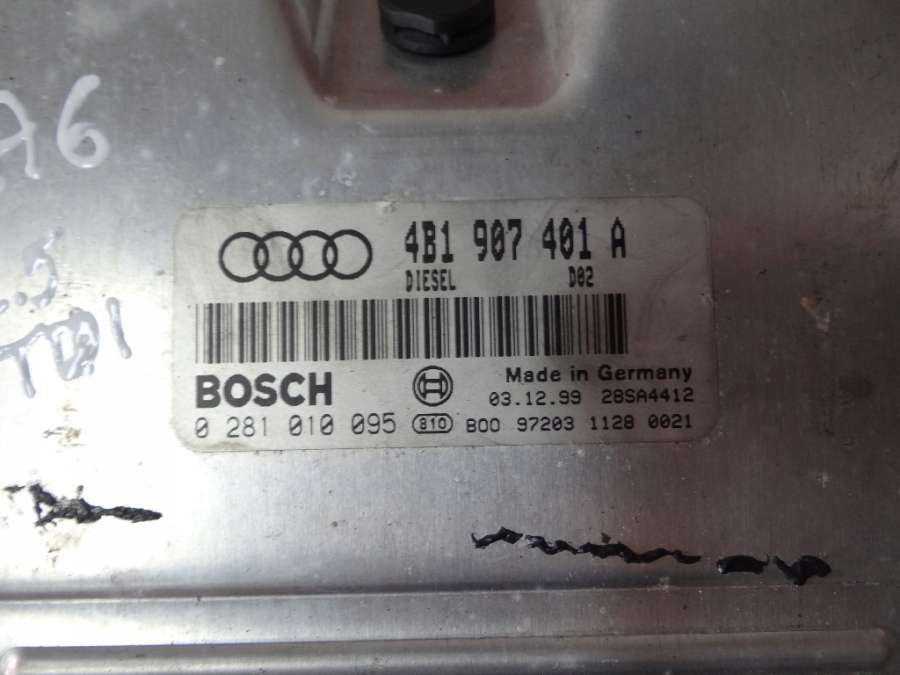 A6
TDI
4B1 907 401 A
DIESEL D02
BOSCH
Made in Germany
03.12.99 28SA4412
0 281 010 095 810 B00 97203 1128 0021